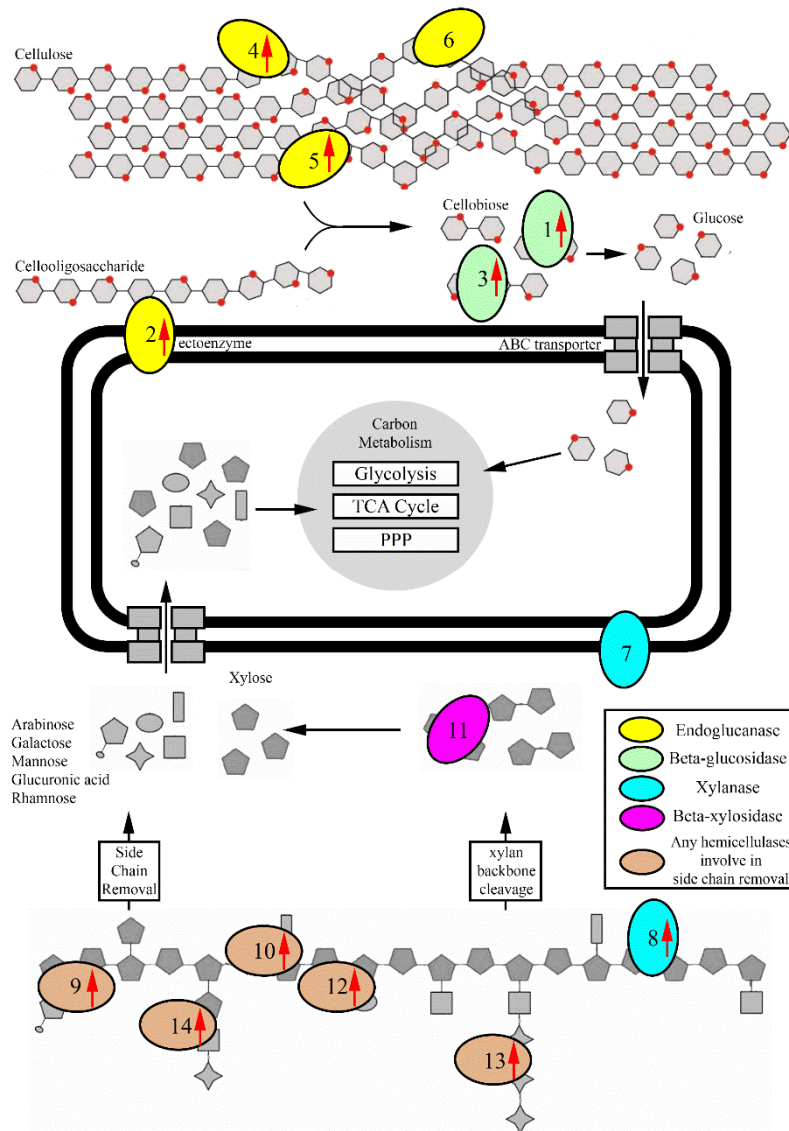 4
6
Cellulose
5
Cellobiose
1
Glucose
Cellooligosaccharide
3
2
ectoenzyme
ABC transporter
Carbon
Metabolism
Glycolysis
TCA Cycle
PPP
7
Xylose
11
Arabinose
Galactose
Mannose
Glucuronic acid
Rhamnose
Endoglucanase
Beta-glucosidase
Xylanase
Beta-xylosidase
Any hemicellulases
involve in
side chain removal
Side
Chain
Removal
xylan
backbone
cleavage
8
10
9
12
14
13